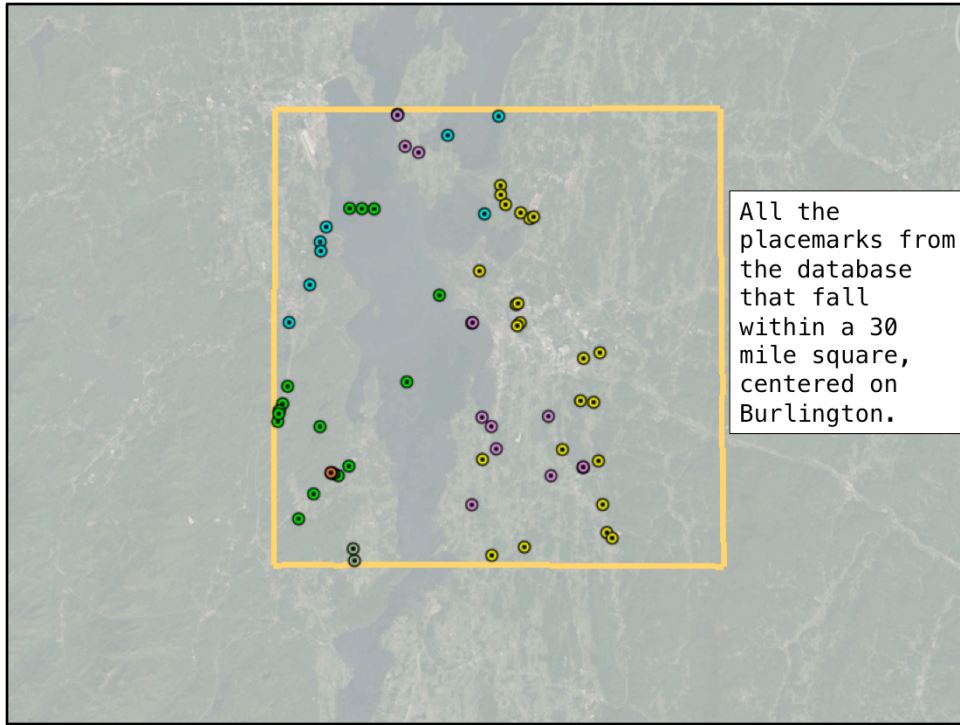 All the
placemarks from
the database
that fall
within a 30
mile square,
centered on
Burlington.